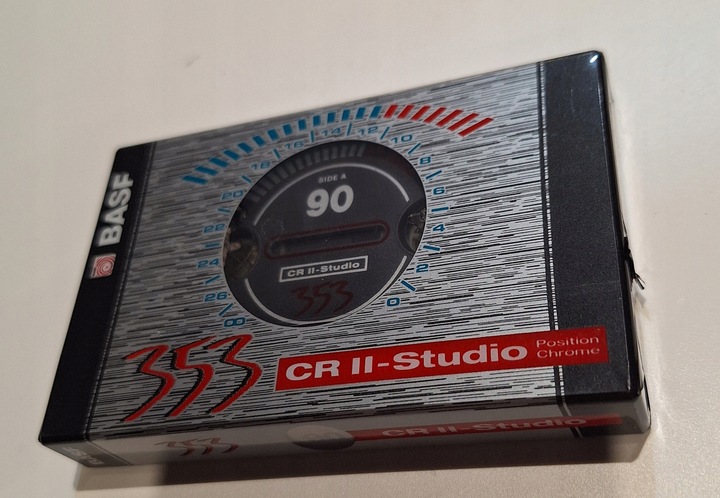 BASF
20 18 16 14 12 10 8 6 4 2 0
22
24
26
∞
SIDE A
90
CR II-Studio
353
353 CR II-Studio
Position
Chrome
353
CR II-Studio